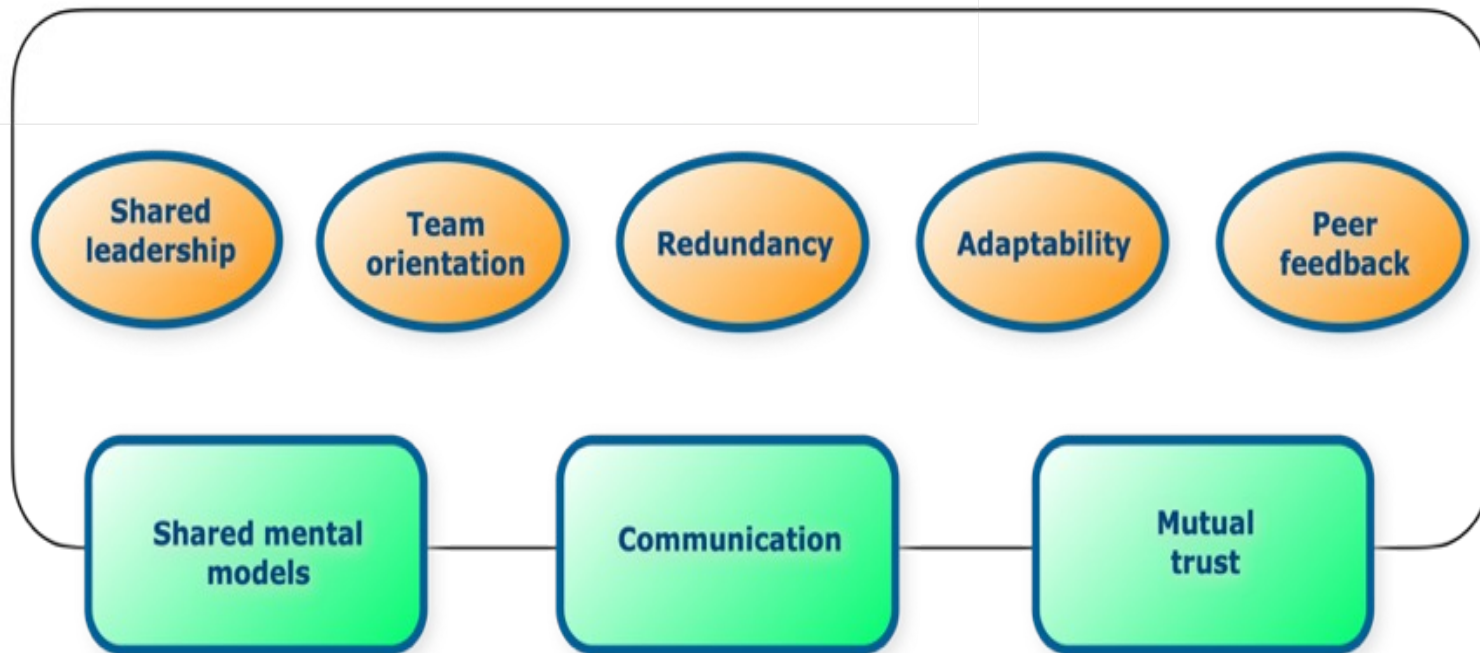 Shared
leadership
Team
orientation
Redundancy
Adaptability
Peer
feedback
Shared mental
models
Communication
Mutual
trust